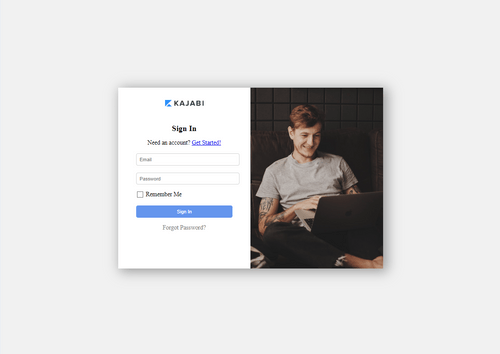 KAJABI
Sign In
Need an account? Get Started!
Email
Password
Remember Me
Sign in
Forgot Password?